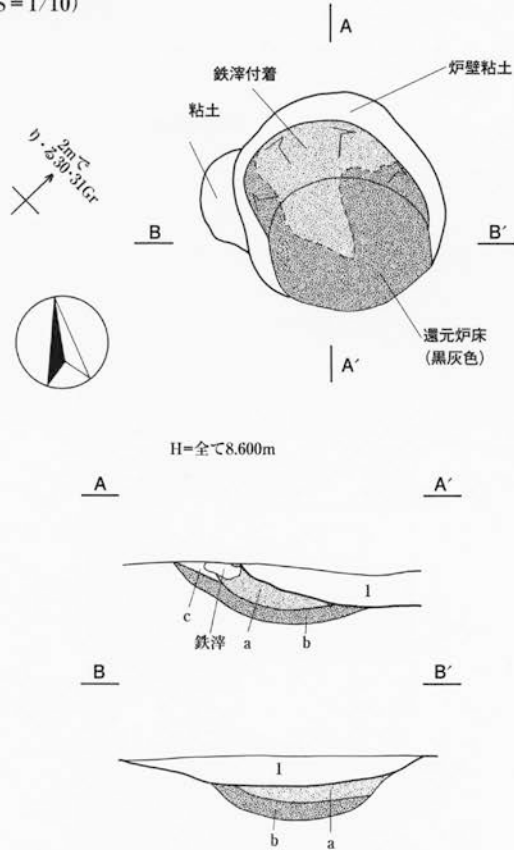 S=1/10)
A
鉄滓付着
炉壁粘土
粘土
2mで
り・る30・31Gr
B
B′
還元炉床
(黒灰色)
A′
H=全て8.600m
A
A′
1
c
鉄滓
a
b
B
B′
1
b
a